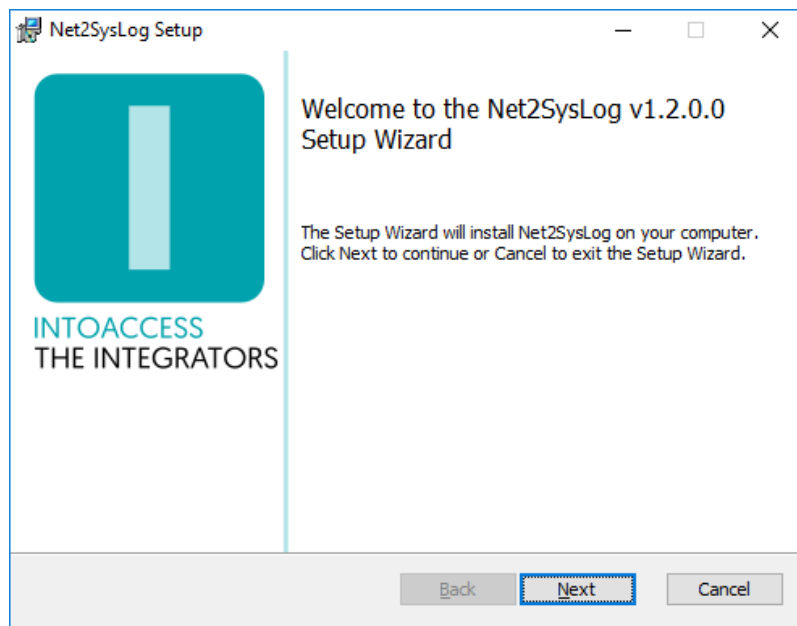 Net2SysLog Setup
Welcome to the Net2SysLog v1.2.0.0
Setup Wizard
The Setup Wizard will install Net2SysLog on your computer.
Click Next to continue or Cancel to exit the Setup Wizard.
INTOACCESS
THE INTEGRATORS
Back
Next
Cancel